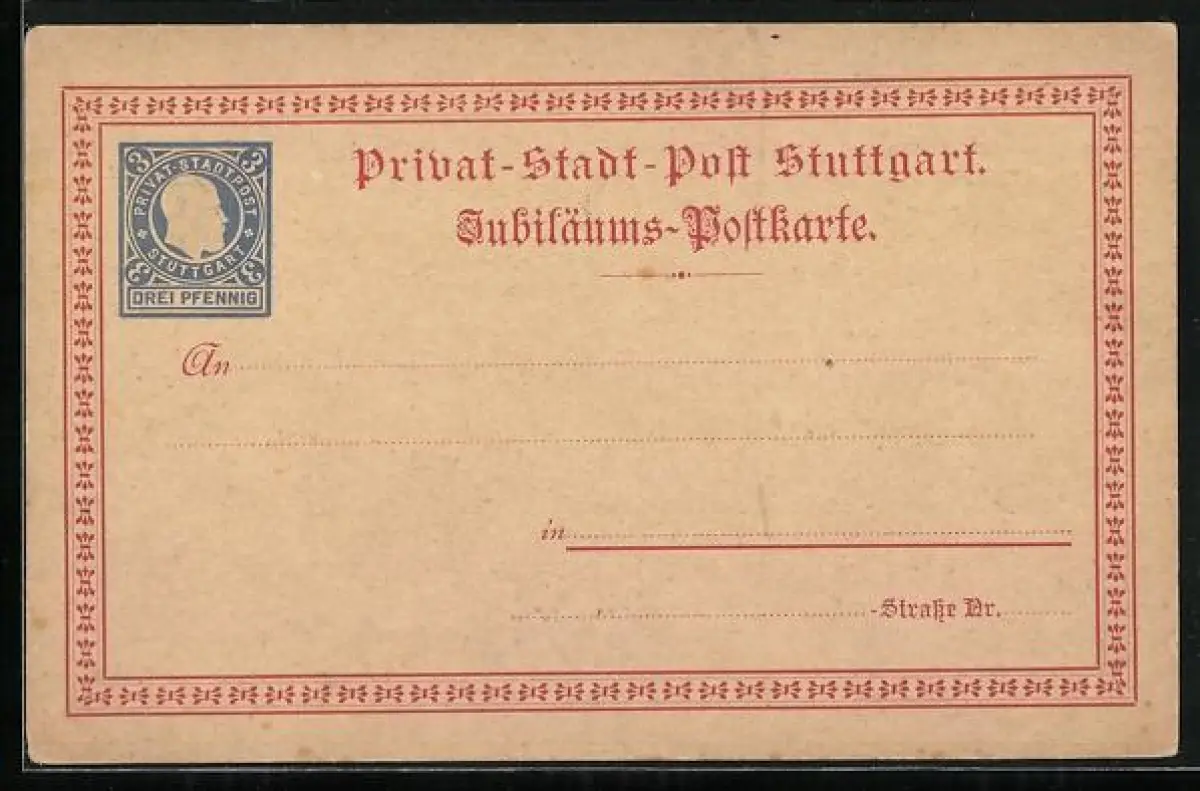 3 3
PRIVAT-STADTPOST
STUTTGART
3 3
DREI PFENNIG
Privat-Stadt-Post Stuttgart.
Jubiläums-Postkarte.
An
in
-Straße Nr.